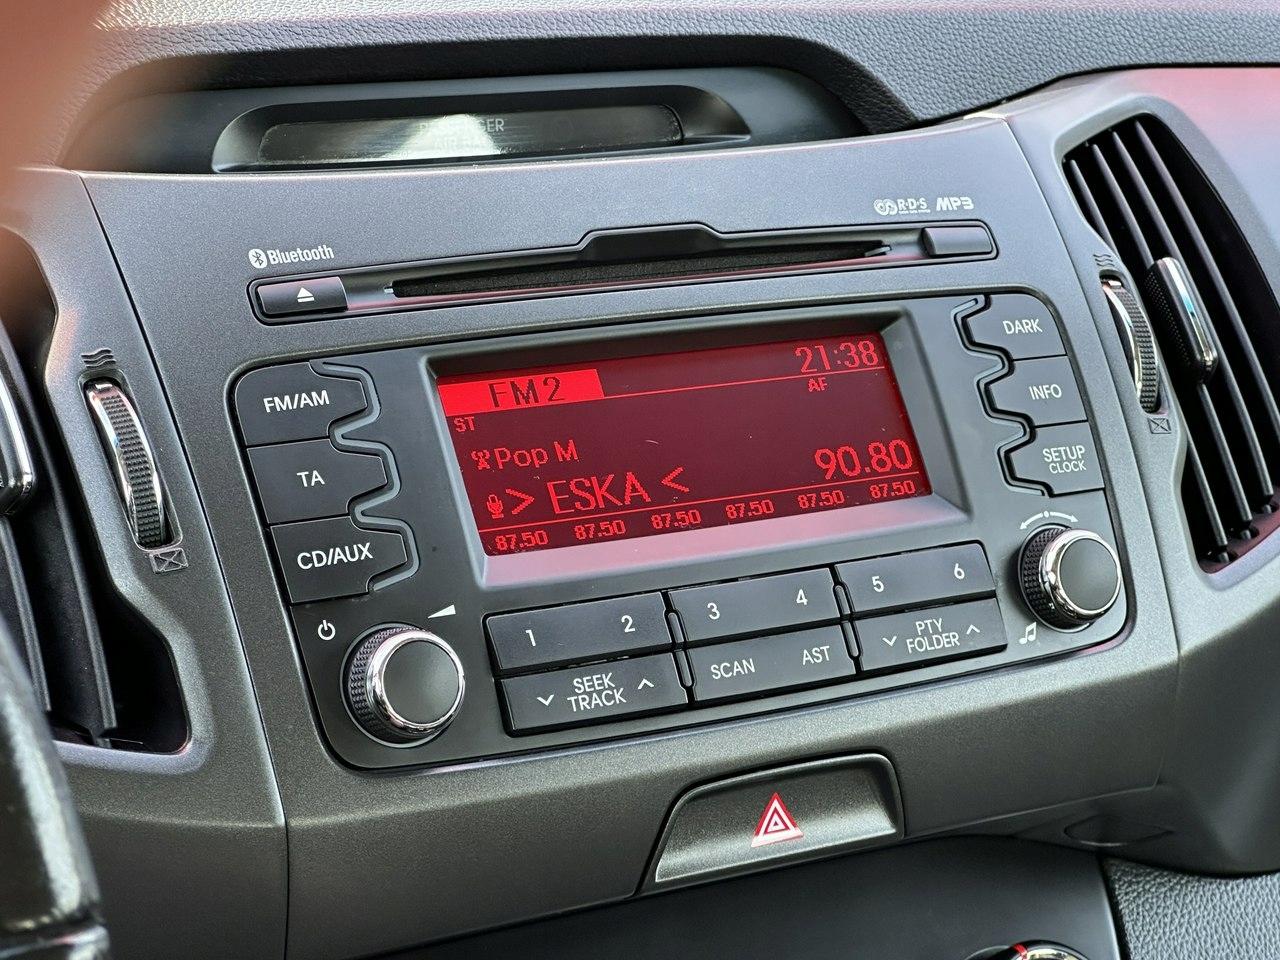 Bluetooth
R·D·S MP3
FM/AM
TA
CD/AUX
FM2
21:38
ST
AF
Pop M
> ESKA <
90.80
87.50 87.50 87.50 87.50 87.50 87.50
DARK
INFO
SETUP
CLOCK
1 2 3 4 5 6
SEEK
TRACK
SCAN AST
PTY
FOLDER